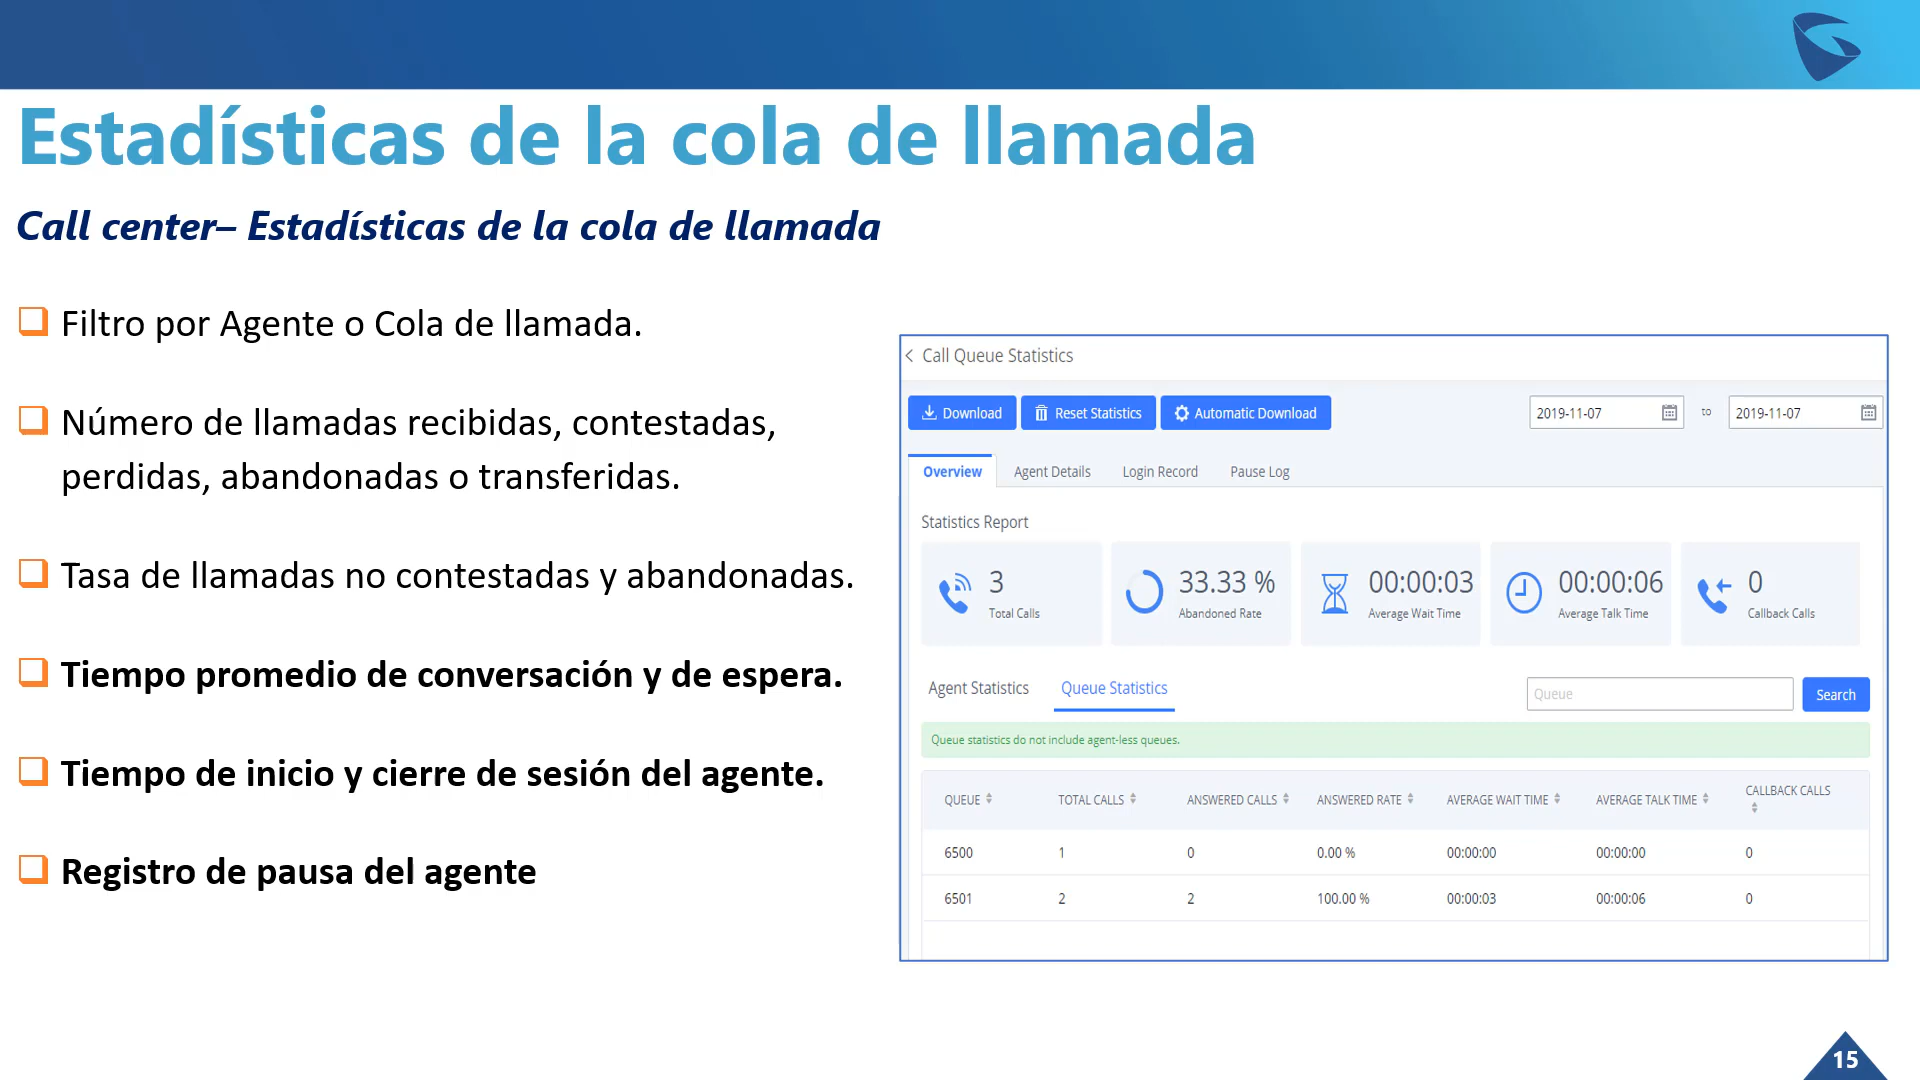 Estadísticas de la cola de llamada
Call center– Estadísticas de la cola de llamada
Filtro por Agente o Cola de llamada.
Número de llamadas recibidas, contestadas,
perdidas, abandonadas o transferidas.
Tasa de llamadas no contestadas y abandonadas.
Tiempo promedio de conversación y de espera.
Tiempo de inicio y cierre de sesión del agente.
Registro de pausa del agente
Call Queue Statistics
Download Reset Statistics Automatic Download 2019-11-07 to 2019-11-07
Overview Agent Details Login Record Pause Log
Statistics Report
3 33.33 % 00:00:03 00:00:06 0
Total Calls Abandoned Rate Average Wait Time Average Talk Time Callback Calls
Agent Statistics Queue Statistics Queue Search
Queue statistics do not include agent-less queues.
QUEUE TOTAL CALLS ANSWERED CALLS ANSWERED RATE AVERAGE WAIT TIME AVERAGE TALK TIME CALLBACK CALLS
6500 1 0 0.00 % 00:00:00 00:00:00 0
6501 2 2 100.00 % 00:00:03 00:00:06 0
15